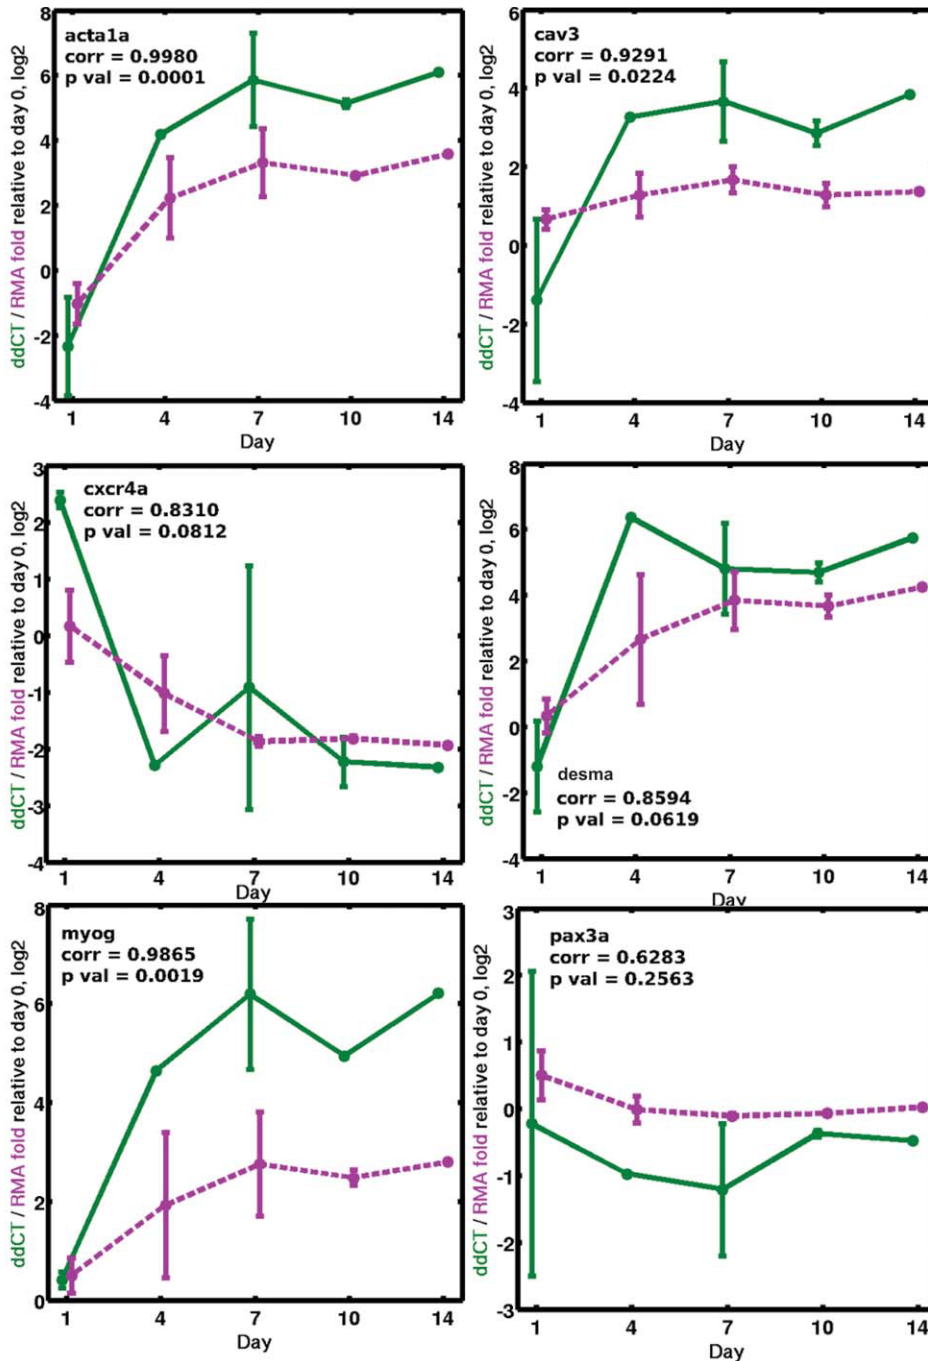 ddCT / RMA fold relative to day 0, log2
8
6
4
2
0
-2
-4
acta1a
corr = 0.9980
p val = 0.0001
1 4 7 10 14
Day
ddCT / RMA fold relative to day 0, log2
6
4
2
0
-2
-4
cav3
corr = 0.9291
p val = 0.0224
1 4 7 10 14
Day
ddCT / RMA fold relative to day 0, log2
3
2
1
0
-1
-2
-3
-4
cxcr4a
corr = 0.8310
p val = 0.0812
1 4 7 10 14
Day
ddCT / RMA fold relative to day 0, log2
8
6
4
2
0
-2
-4
desma
corr = 0.8594
p val = 0.0619
1 4 7 10 14
Day
ddCT / RMA fold relative to day 0, log2
8
6
4
2
0
myog
corr = 0.9865
p val = 0.0019
1 4 7 10 14
Day
ddCT / RMA fold relative to day 0, log2
3
2
1
0
-1
-2
-3
pax3a
corr = 0.6283
p val = 0.2563
1 4 7 10 14
Day